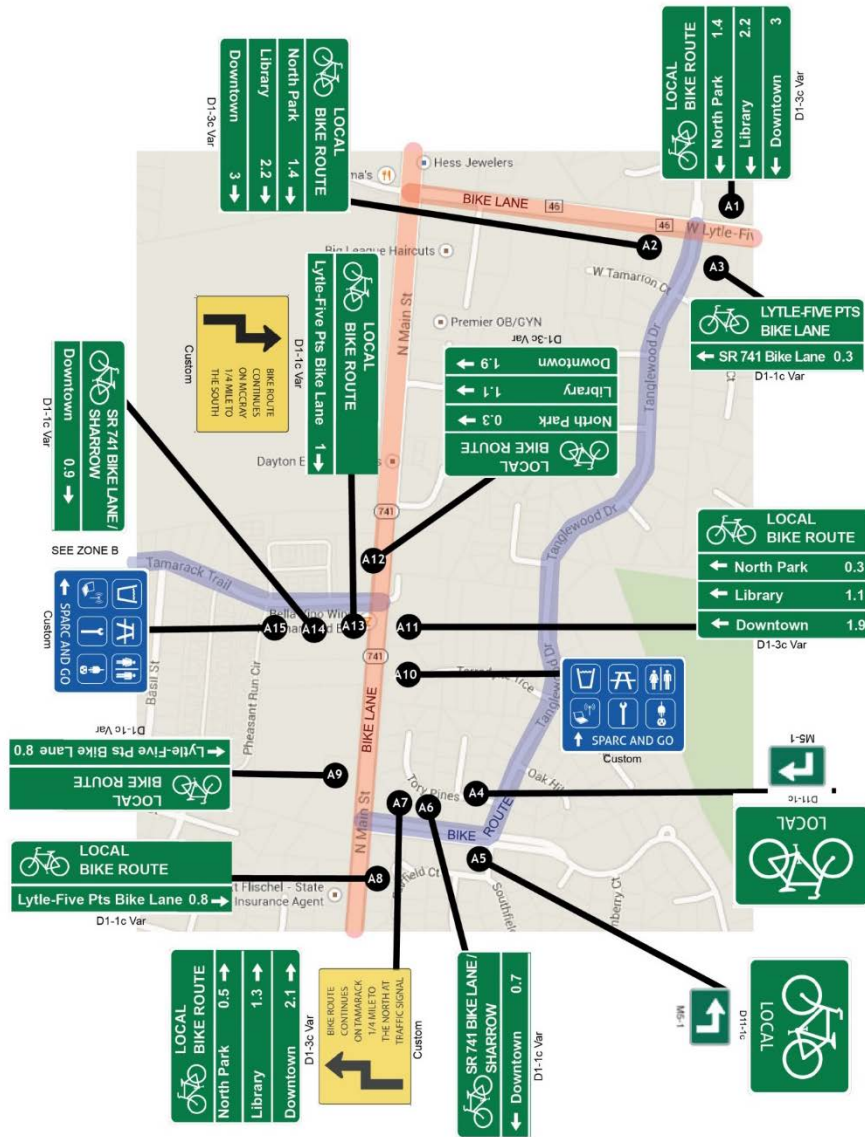 LOCAL
BIKE ROUTE
North Park 1.4
Library 2.2
Downtown 3
D1-3c Var
LOCAL
BIKE ROUTE
North Park 1.4
Library 2.2
Downtown 3
D1-3c Var
Hess Jewelers
BIKE LANE
46
46
A1
A2
A3
Big League Haircuts
W Tamarron Ct
LYTLE-FIVE PTS
BIKE LANE
SR 741 Bike Lane 0.3
D1-1c Var
LOCAL
BIKE ROUTE
Lytle-Five Pts Bike Lane 1
D1-1c Var
BIKE ROUTE
CONTINUES
ON MCCRAY
1/4 MILE TO
THE SOUTH
Custom
N Main St
Premier OB/GYN
Tanglewood Dr
D1-3c Var
LOCAL
BIKE ROUTE
North Park 0.3
Library 1.1
Downtown 1.9
SR 741 BIKE LANE/
SHARROW
Downtown 0.9
D1-1c Var
741
A12
Tanglewood Dr
LOCAL
BIKE ROUTE
North Park 0.3
Library 1.1
Downtown 1.9
D1-3c Var
SEE ZONE B
Tamarack Trail
SPARC AND GO
Custom
A15
A14
A13
A11
741
A10
Basil St
Pheasant Run Cir
BIKE LANE
SPARC AND GO
Custom
D1-1c Var
LOCAL
BIKE ROUTE
Lytle-Five Pts Bike Lane 0.8
A9
N Main St
A7
A6
A4
Tory Pines
Oak Hil
BIKE
ROUTE
M5-1
D11-1c
LOCAL
LOCAL
BIKE ROUTE
Lytle-Five Pts Bike Lane 0.8
D1-1c Var
A8
A5
Flischel - State
Insurance Agent
Southfield
LOCAL
BIKE ROUTE
North Park 0.5
Library 1.3
Downtown 2.1
D1-3c Var
BIKE ROUTE
CONTINUES
ON TAMARACK
1/4 MILE TO
THE NORTH AT
TRAFFIC SIGNAL
Custom
SR 741 BIKE LANE/
SHARROW
Downtown 0.7
D1-1c Var
M5-1
D11-1c
LOCAL